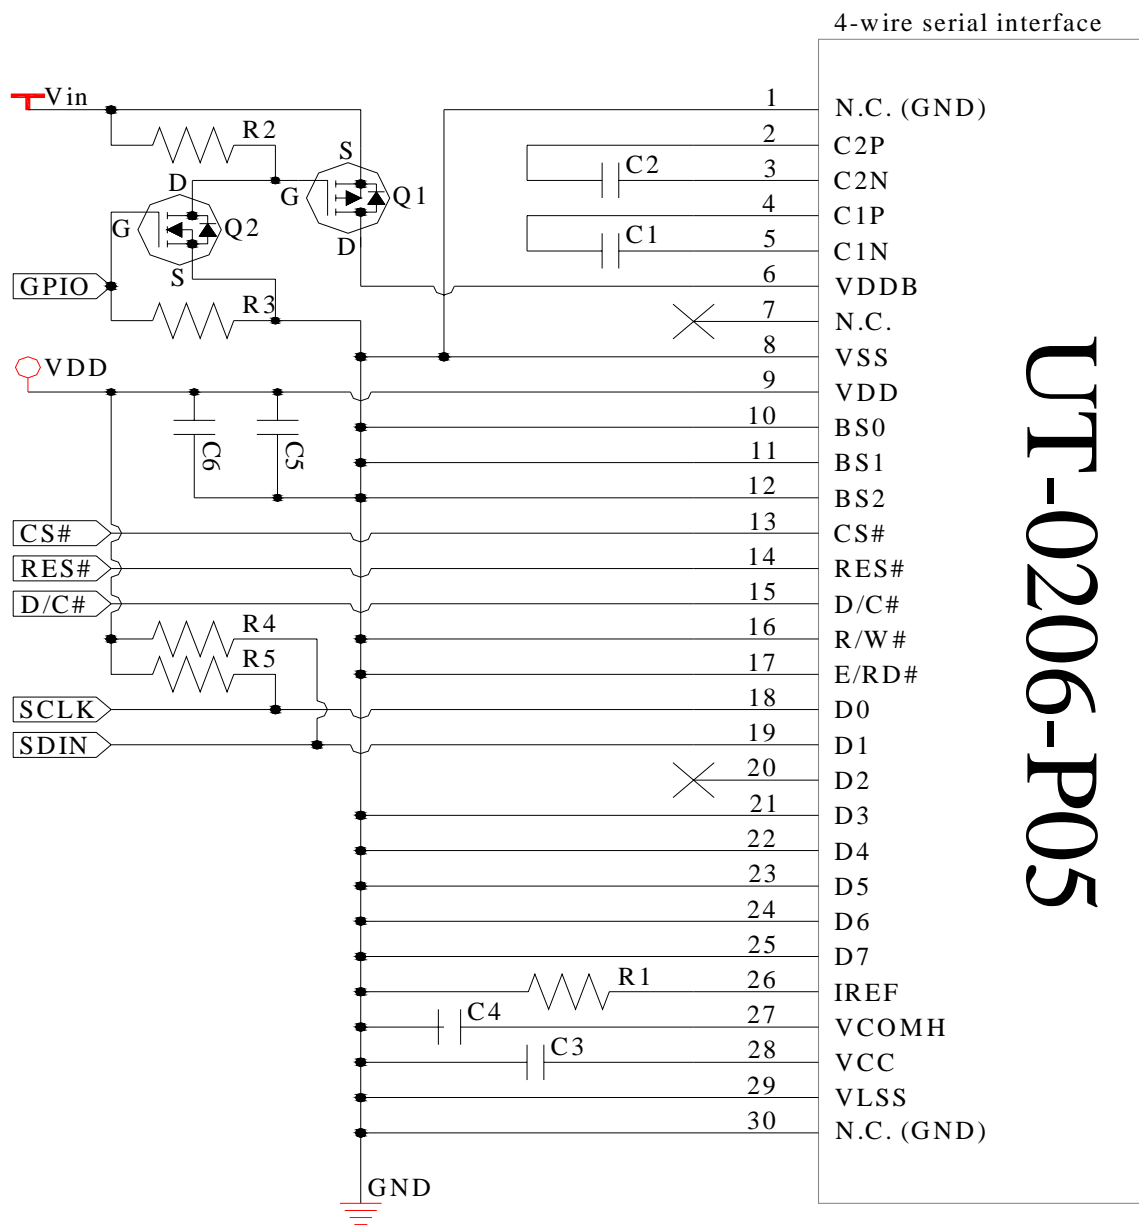 4-wire serial interface
Vin
1 N.C. (GND)
R2
2 C2P
S
C2
3 C2N
D
G
Q1
4 C1P
G
Q2
C1
5 C1N
D
S
GPIO
6 VDDB
R3
7 N.C.
8 VSS
VDD
9 VDD
10 BS0
C6
C5
11 BS1
12 BS2
CS#
13 CS#
RES#
14 RES#
D/C#
15 D/C#
R4
16 R/W#
R5
17 E/RD#
SCLK
18 D0
SDIN
19 D1
20 D2
21 D3
22 D4
23 D5
24 D6
25 D7
R1
26 IREF
C4
27 VCOMH
C3
28 VCC
29 VLSS
30 N.C. (GND)
GND
UT-0206-P05